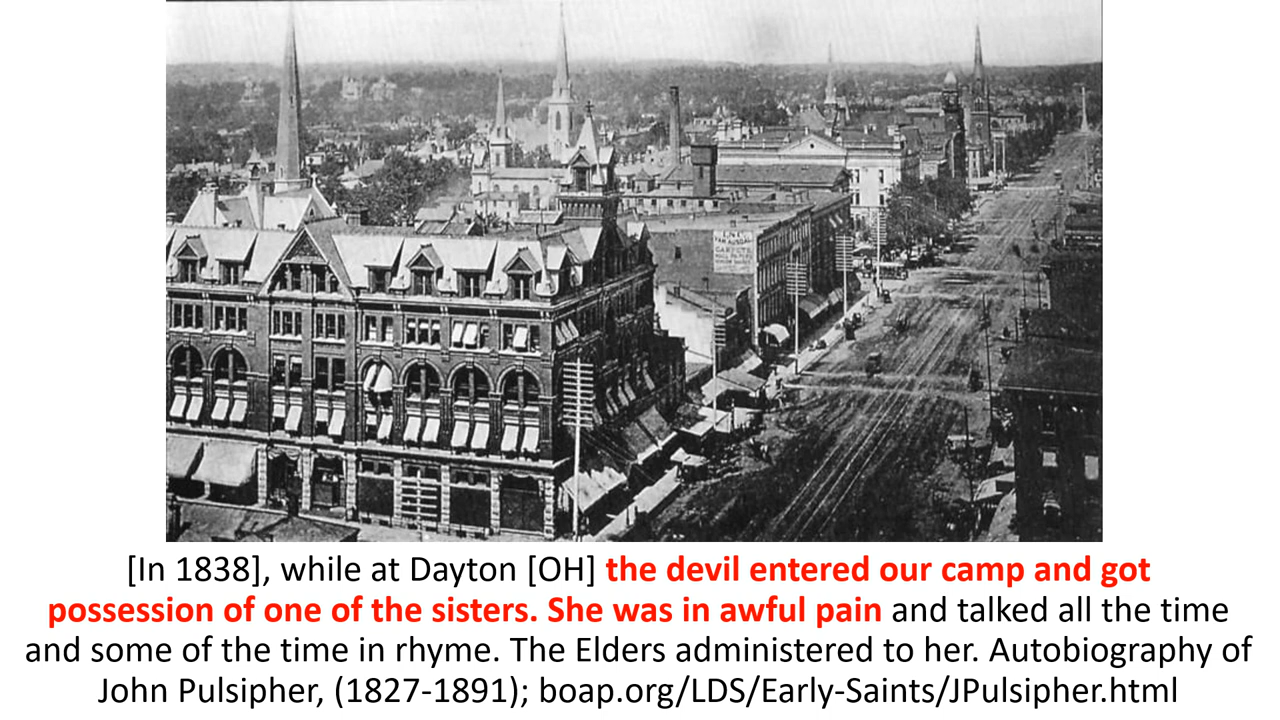 CARPETS
[In 1838], while at Dayton [OH] the devil entered our camp and got
possession of one of the sisters. She was in awful pain and talked all the time
and some of the time in rhyme. The Elders administered to her. Autobiography of
John Pulsipher, (1827-1891); boap.org/LDS/Early-Saints/JPulsipher.html